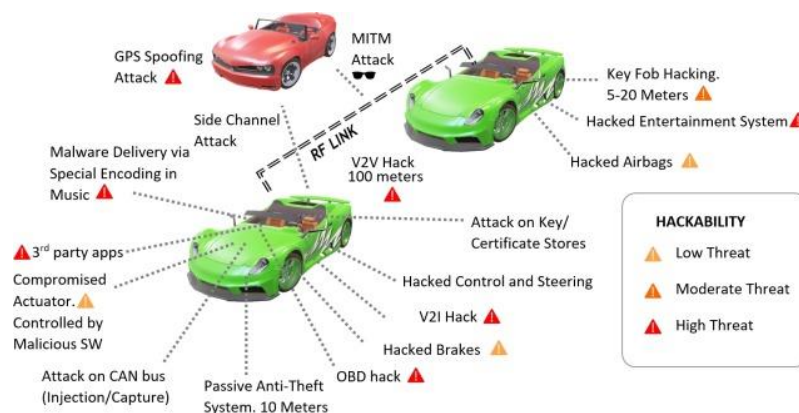 GPS Spoofing
Attack
MITM
Attack
Side Channel
Attack
RF LINK
Key Fob Hacking.
5-20 Meters
Hacked Entertainment System
Hacked Airbags
Malware Delivery via
Special Encoding in
Music
V2V Hack
100 meters
Attack on Key/
Certificate Stores
3rd party apps
Compromised
Actuator.
Controlled by
Malicious SW
Hacked Control and Steering
V2I Hack
Hacked Brakes
OBD hack
Attack on CAN bus
(Injection/Capture)
Passive Anti-Theft
System. 10 Meters
HACKABILITY
Low Threat
Moderate Threat
High Threat